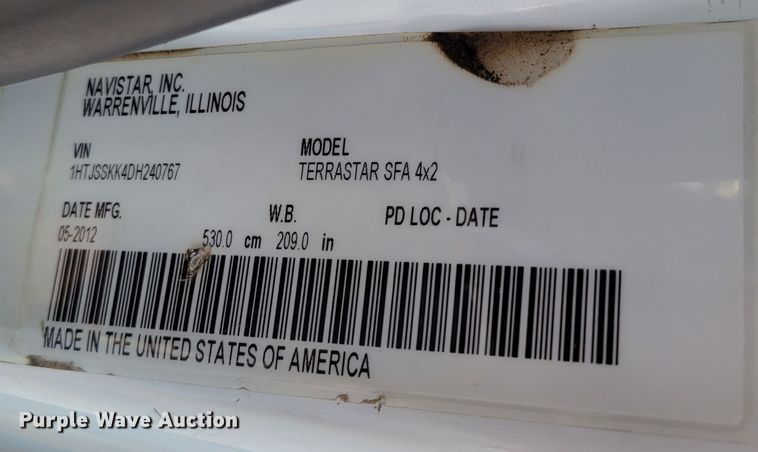 NAVISTAR, INC.
WARRENVILLE, ILLINOIS
VIN MODEL
1HTJSSKK4DH240767 TERRASTAR SFA 4x2
DATE MFG. W.B. PD LOC - DATE
05-2012 530.0 cm 209.0 in
MADE IN THE UNITED STATES OF AMERICA
Purple Wave Auction